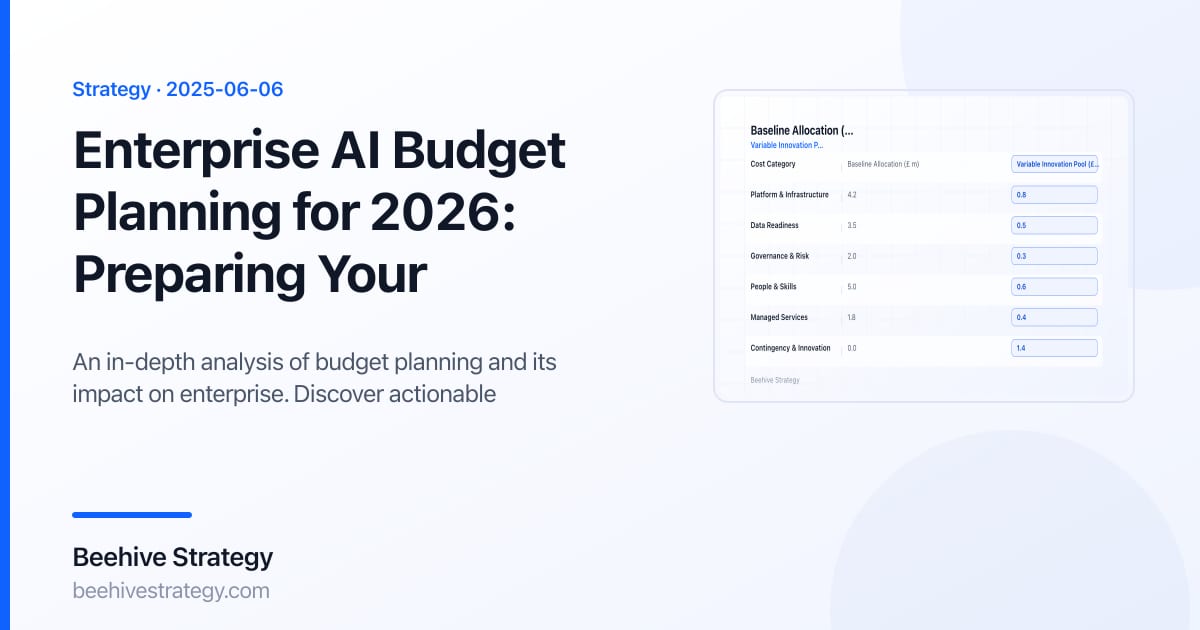 Strategy · 2025-06-06
Enterprise AI Budget
Planning for 2026:
Preparing Your
An in-depth analysis of budget planning and its
impact on enterprise. Discover actionable
Beehive Strategy
beehivestrategy.com
Baseline Allocation (...
Variable Innovation P...
Cost Category Baseline Allocation (£ m) Variable Innovation Pool (£...
Platform & Infrastructure 4.2 0.8
Data Readiness 3.5 0.5
Governance & Risk 2.0 0.3
People & Skills 5.0 0.6
Managed Services 1.8 0.4
Contingency & Innovation 0.0 1.4
Beehive Strategy